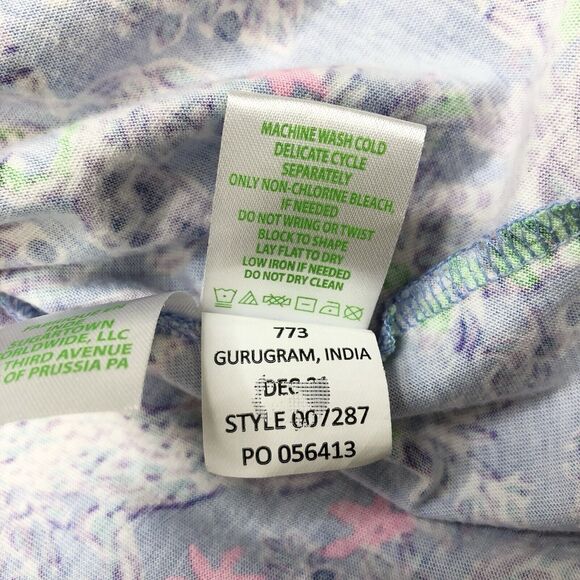 MACHINE WASH COLD
DELICATE CYCLE
SEPARATELY
ONLY NON-CHLORINE BLEACH,
IF NEEDED
DO NOT WRING OR TWIST
BLOCK TO SHAPE
LAY FLAT TO DRY
LOW IRON IF NEEDED
DO NOT DRY CLEAN
773
GURUGRAM, INDIA
DEC
STYLE 007287
PO 056413
SUGARTOWN
WORLDWIDE, LLC
THIRD AVENUE
OF PRUSSIA PA